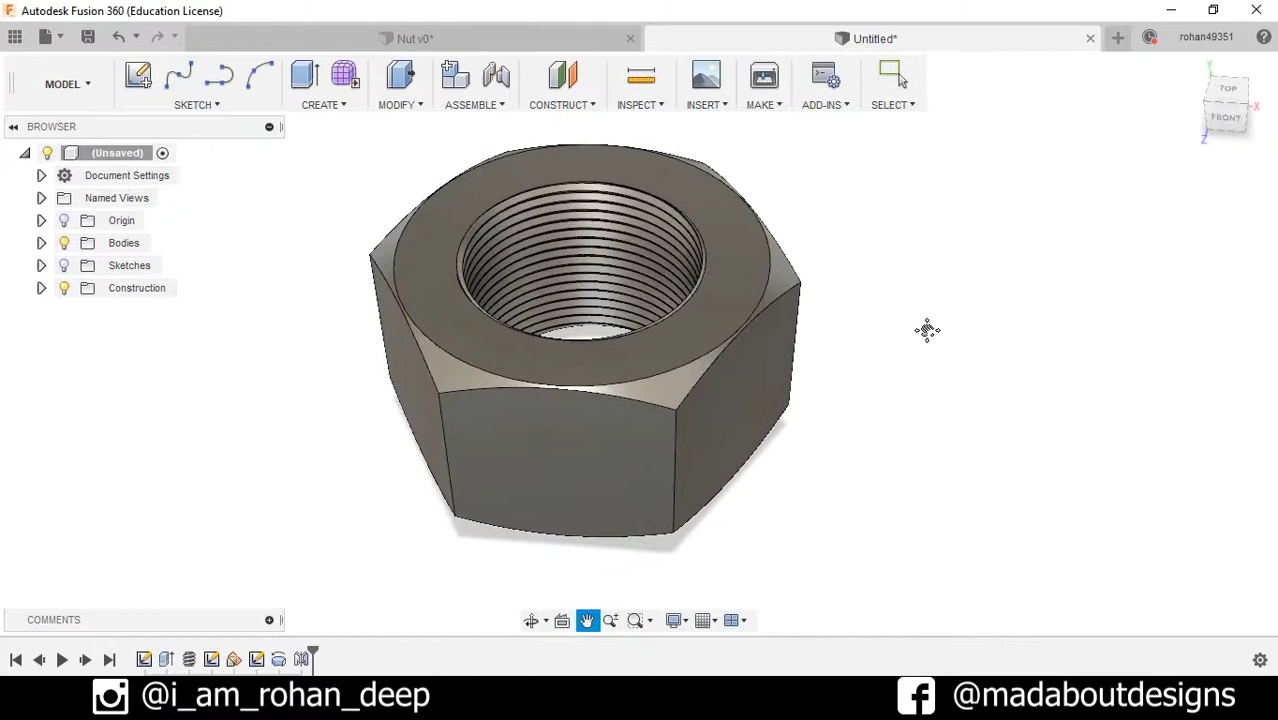 Autodesk Fusion 360 (Education License)
Nut v0*
Untitled*
rohan49351
MODEL
SKETCH
CREATE
MODIFY
ASSEMBLE
CONSTRUCT
INSPECT
INSERT
MAKE
ADD-INS
SELECT
TOP
FRONT
Y
X
Z
BROWSER
(Unsaved)
Document Settings
Named Views
Origin
Bodies
Sketches
Construction
COMMENTS
@i_am_rohan_deep
@madaboutdesigns